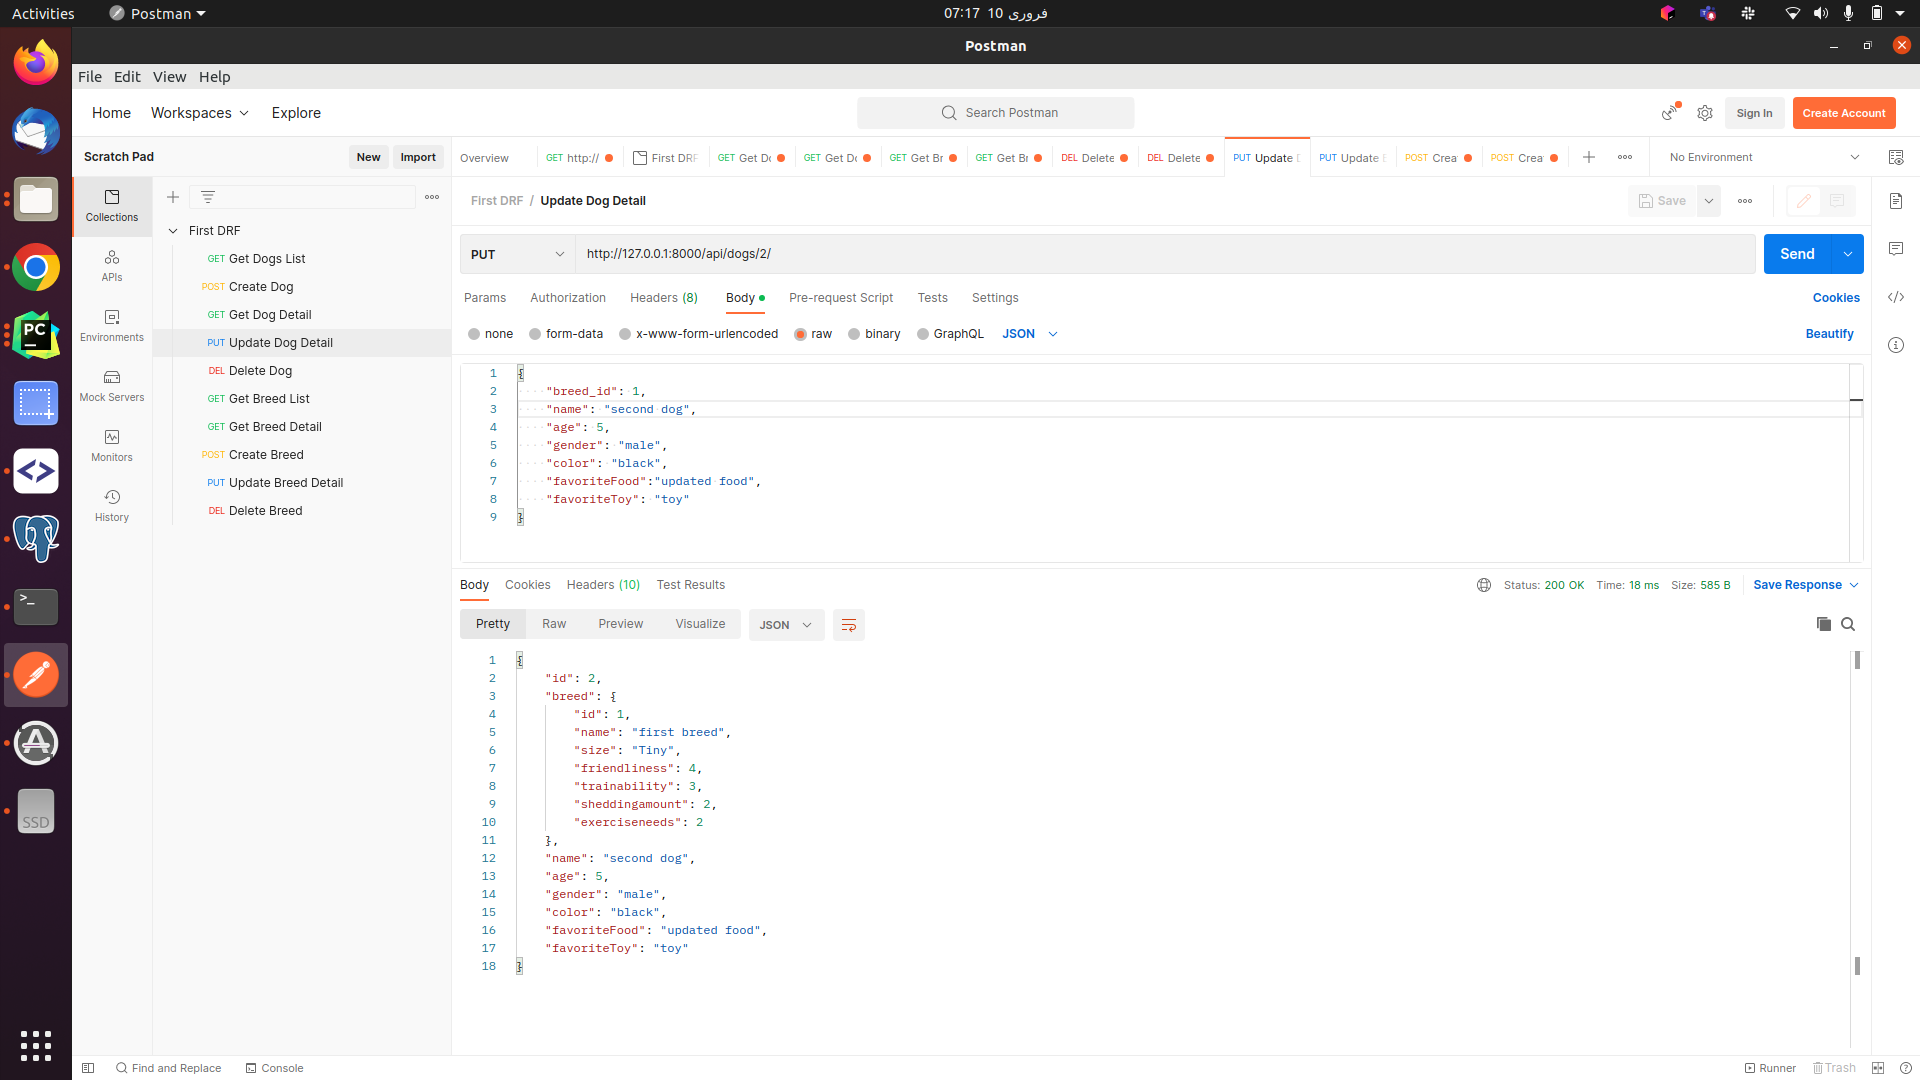 Activities
Postman
07:17 10 فروری
Postman
File Edit View Help
Home Workspaces Explore
Search Postman
Sign In
Create Account
Scratch Pad
New
Import
Overview
GET http://
First DRF
GET Get Dc
GET Get Dc
GET Get Br
GET Get Br
DEL Delete
DEL Delete
PUT Update
PUT Update
POST Crea
POST Crea
No Environment
Collections
APIs
Environments
Mock Servers
Monitors
History
First DRF
GET Get Dogs List
POST Create Dog
GET Get Dog Detail
PUT Update Dog Detail
DEL Delete Dog
GET Get Breed List
GET Get Breed Detail
POST Create Breed
PUT Update Breed Detail
DEL Delete Breed
First DRF / Update Dog Detail
Save
PUT
http://127.0.0.1:8000/api/dogs/2/
Send
Params Authorization Headers (8) Body Pre-request Script Tests Settings
Cookies
none form-data x-www-form-urlencoded raw binary GraphQL JSON
Beautify
1 {
2 "breed_id": 1,
3 "name": "second dog",
4 "age": 5,
5 "gender": "male",
6 "color": "black",
7 "favoriteFood":"updated food",
8 "favoriteToy": "toy"
9 }
Body Cookies Headers (10) Test Results
Status: 200 OK Time: 18 ms Size: 585 B
Save Response
Pretty Raw Preview Visualize
JSON
1 {
2 "id": 2,
3 "breed": {
4 "id": 1,
5 "name": "first breed",
6 "size": "Tiny",
7 "friendliness": 4,
8 "trainability": 3,
9 "sheddingamount": 2,
10 "exerciseneeds": 2
11 },
12 "name": "second dog",
13 "age": 5,
14 "gender": "male",
15 "color": "black",
16 "favoriteFood": "updated food",
17 "favoriteToy": "toy"
18 }
PC
SSD
Find and Replace
Console
Runner
Trash